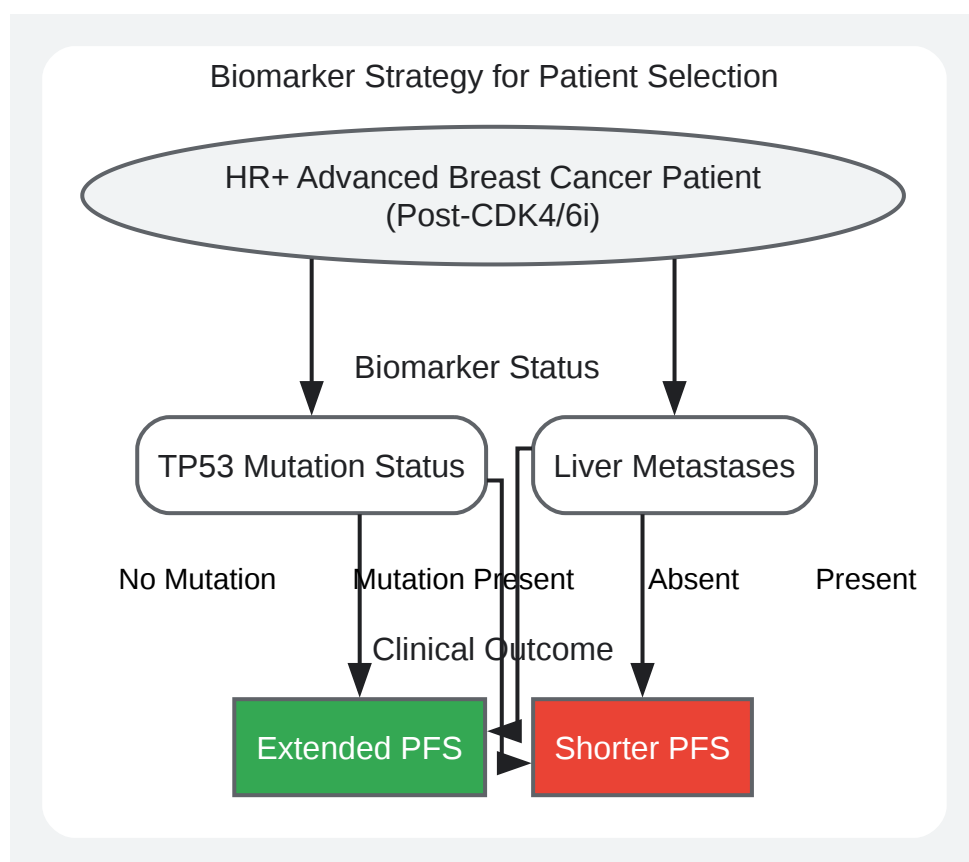 Biomarker Strategy for Patient Selection
HR+ Advanced Breast Cancer Patient
(Post-CDK4/6i)
Biomarker Status
TP53 Mutation Status
Liver Metastases
No Mutation
Mutation Present
Absent
Present
Clinical Outcome
Extended PFS
Shorter PFS